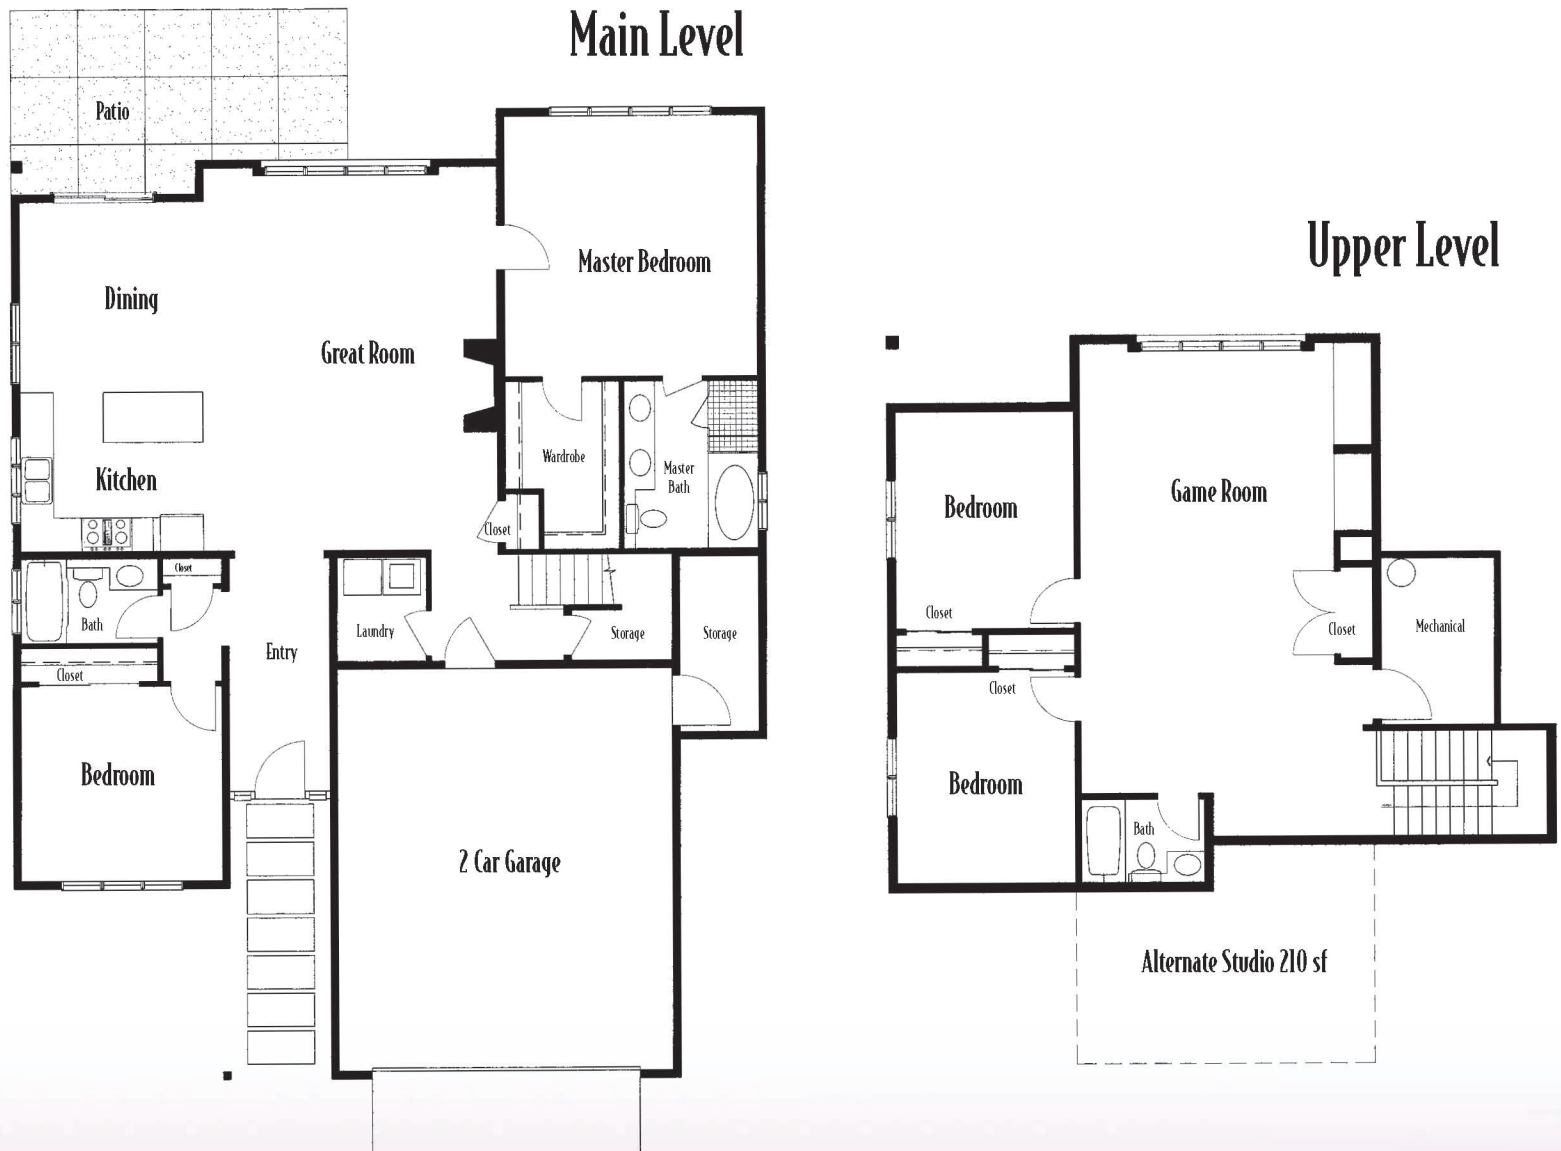 Main Level
Patio
Master Bedroom
Dining
Great Room
Kitchen
Wardrobe
Master
Bath
Closet
Closet
Bath
Laundry
Storage
Storage
Entry
Closet
Bedroom
2 Car Garage
Upper Level
Game Room
Bedroom
Closet
Closet
Mechanical
Closet
Bedroom
Bath
Alternate Studio 210 sf